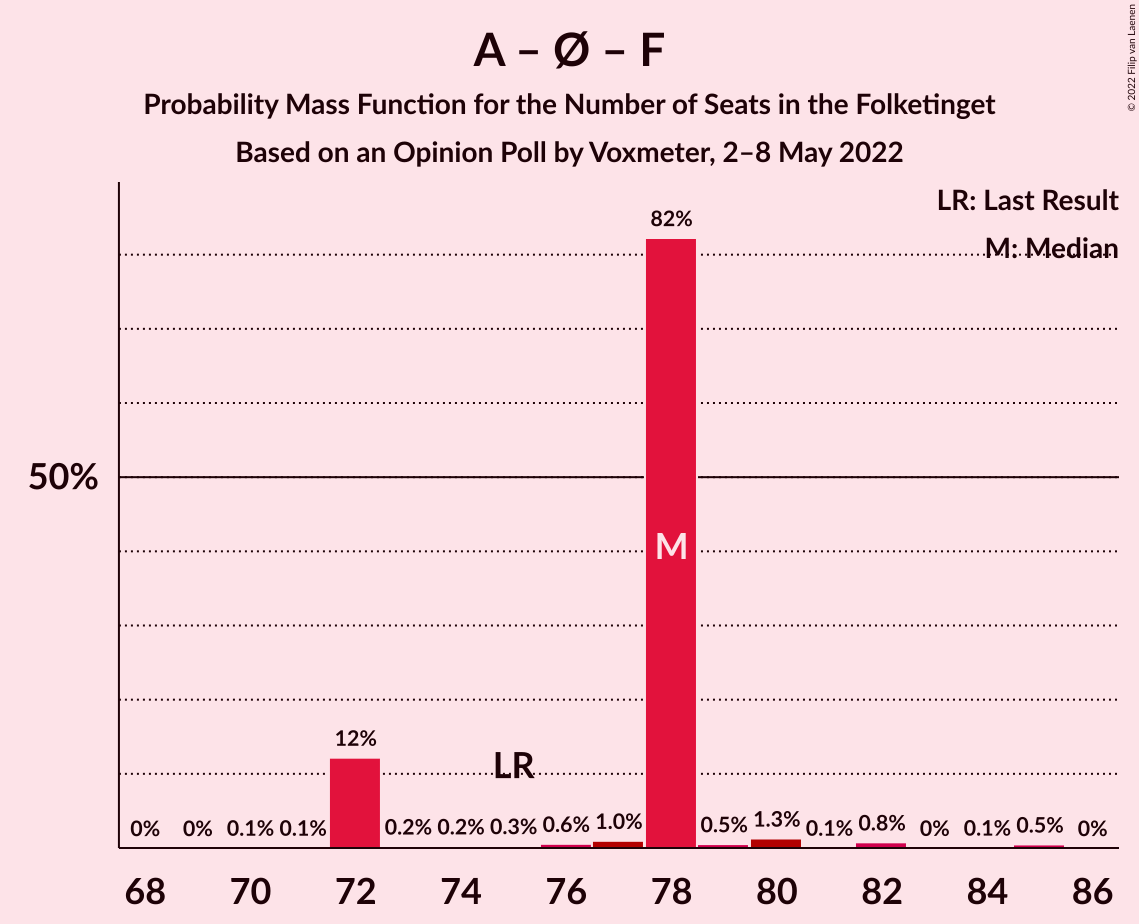 A – Ø – F
Probability Mass Function for the Number of Seats in the Folketinget
Based on an Opinion Poll by Voxmeter, 2–8 May 2022
© 2022 Filip van Laenen
LR: Last Result
M: Median
82%
50%
M
12%
LR
0% 0% 0.1% 0.1% 0.2% 0.2% 0.3% 0.6% 1.0% 0.5% 1.3% 0.1% 0.8% 0% 0.1% 0.5% 0%
68 70 72 74 76 78 80 82 84 86